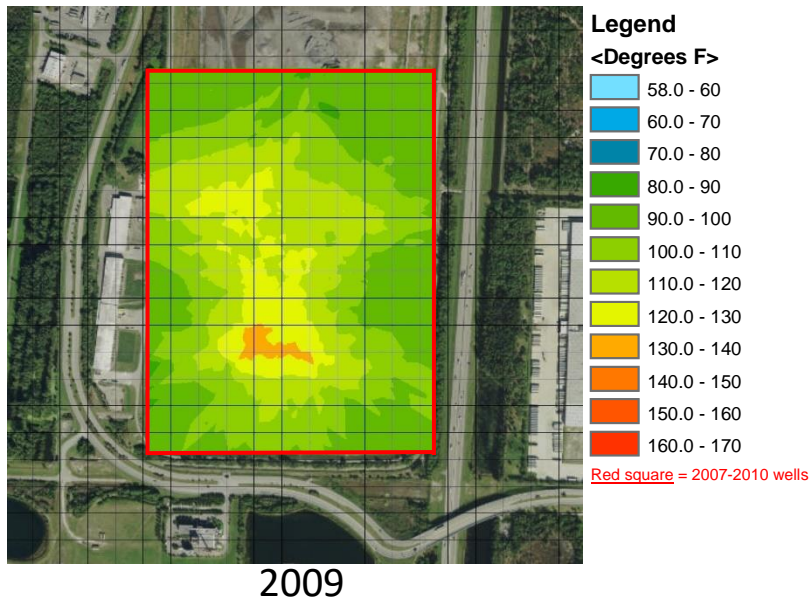 Legend
<Degrees F>
58.0 - 60
60.0 - 70
70.0 - 80
80.0 - 90
90.0 - 100
100.0 - 110
110.0 - 120
120.0 - 130
130.0 - 140
140.0 - 150
150.0 - 160
160.0 - 170
Red square = 2007-2010 wells
2009